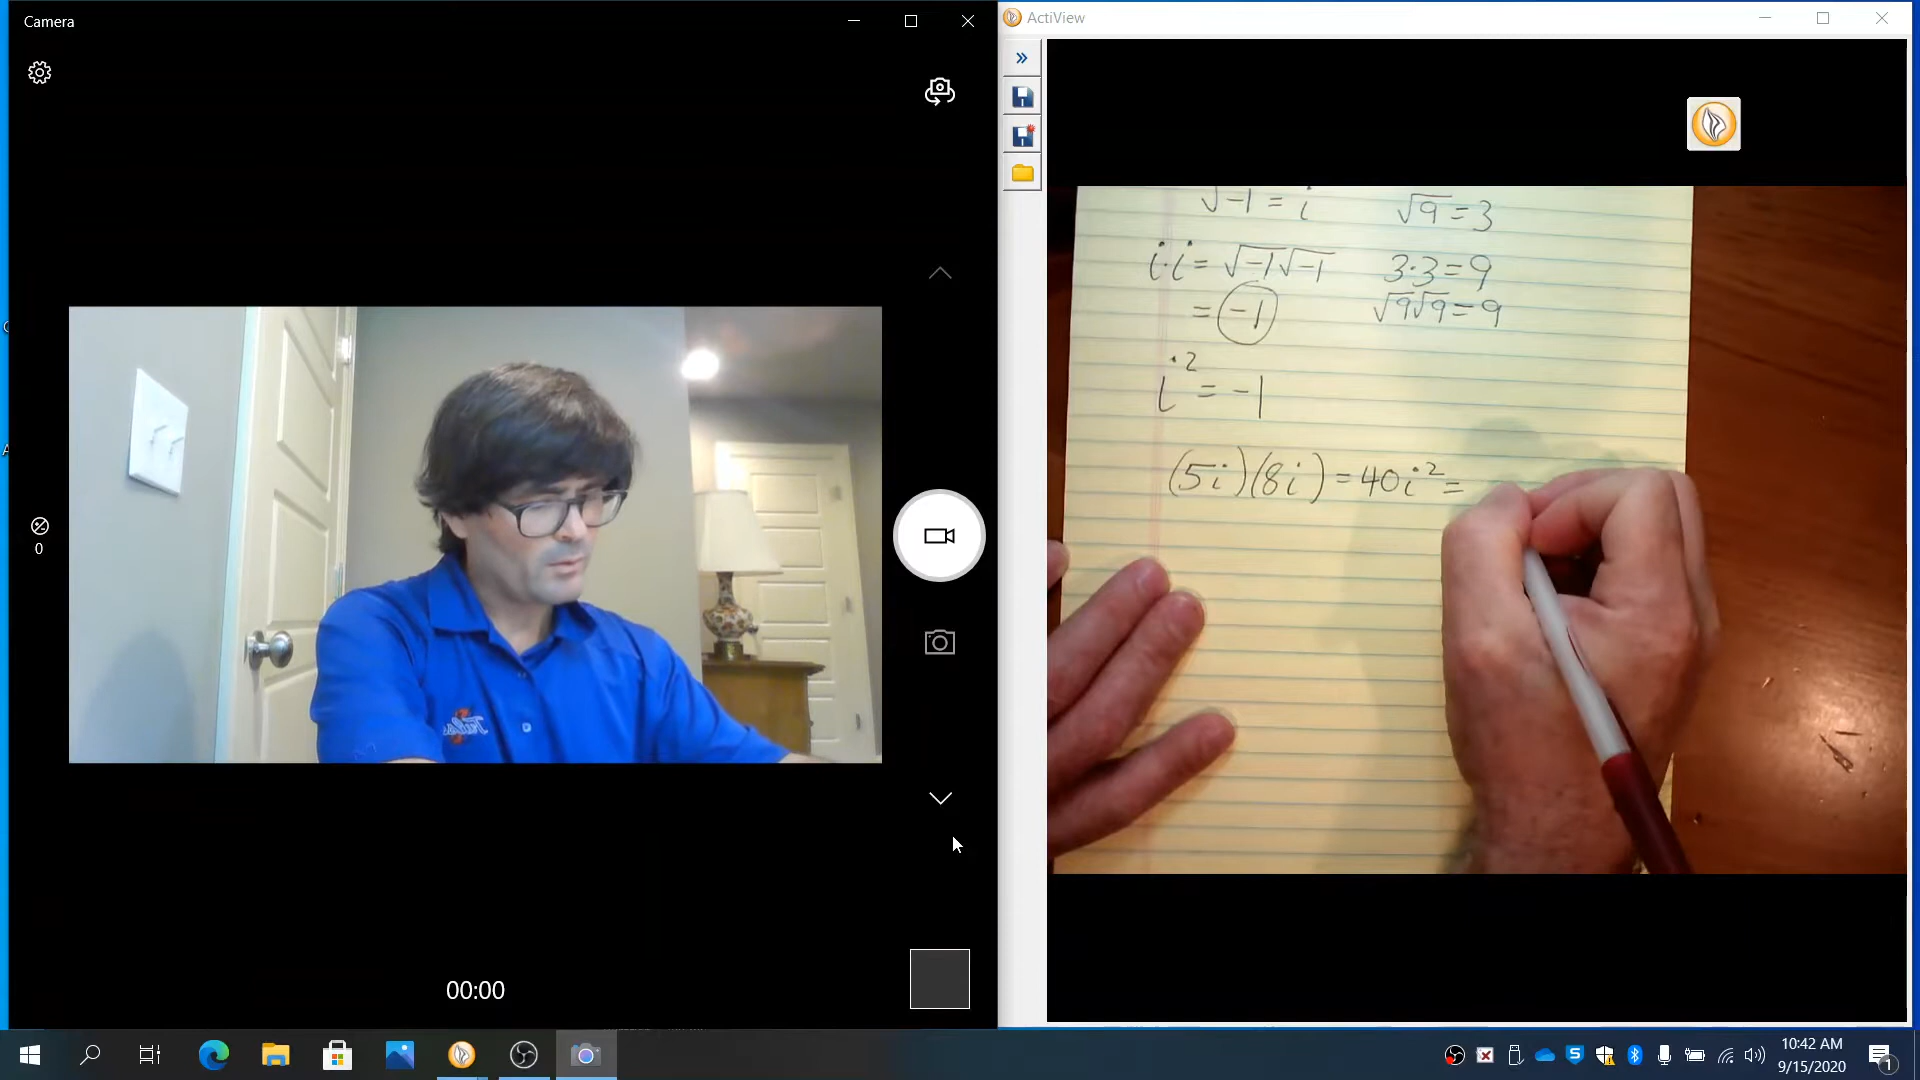 Camera
ActiView
√-1 = i √9 = 3
i·i = √-1√-1 3·3 = 9
= -1 √9√9 = 9
i² = -1
(5i)(8i) = 40i² =
0
00:00
10:42 AM
9/15/2020
1